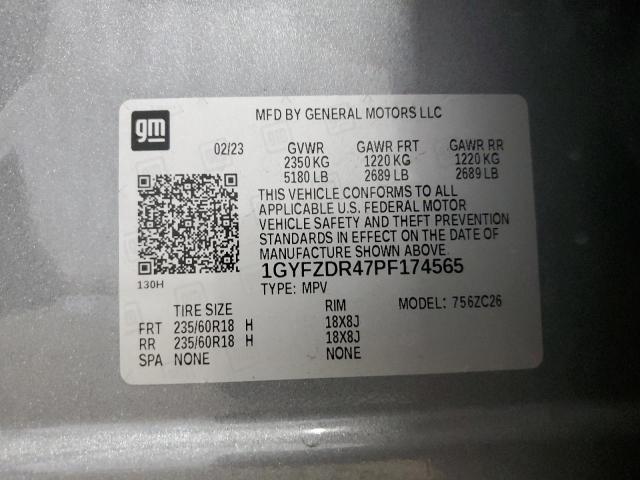 gm
MFD BY GENERAL MOTORS LLC
02/23 GVWR GAWR FRT GAWR RR
2350 KG 1220 KG 1220 KG
5180 LB 2689 LB 2689 LB
THIS VEHICLE CONFORMS TO ALL
APPLICABLE U.S. FEDERAL MOTOR
VEHICLE SAFETY AND THEFT PREVENTION
STANDARDS IN EFFECT ON THE DATE OF
MANUFACTURE SHOWN ABOVE.
1GYFZDR47PF174565
130H
TYPE: MPV
TIRE SIZE RIM MODEL: 756ZC26
FRT 235/60R18 H 18X8J
RR 235/60R18 H 18X8J
SPA NONE NONE